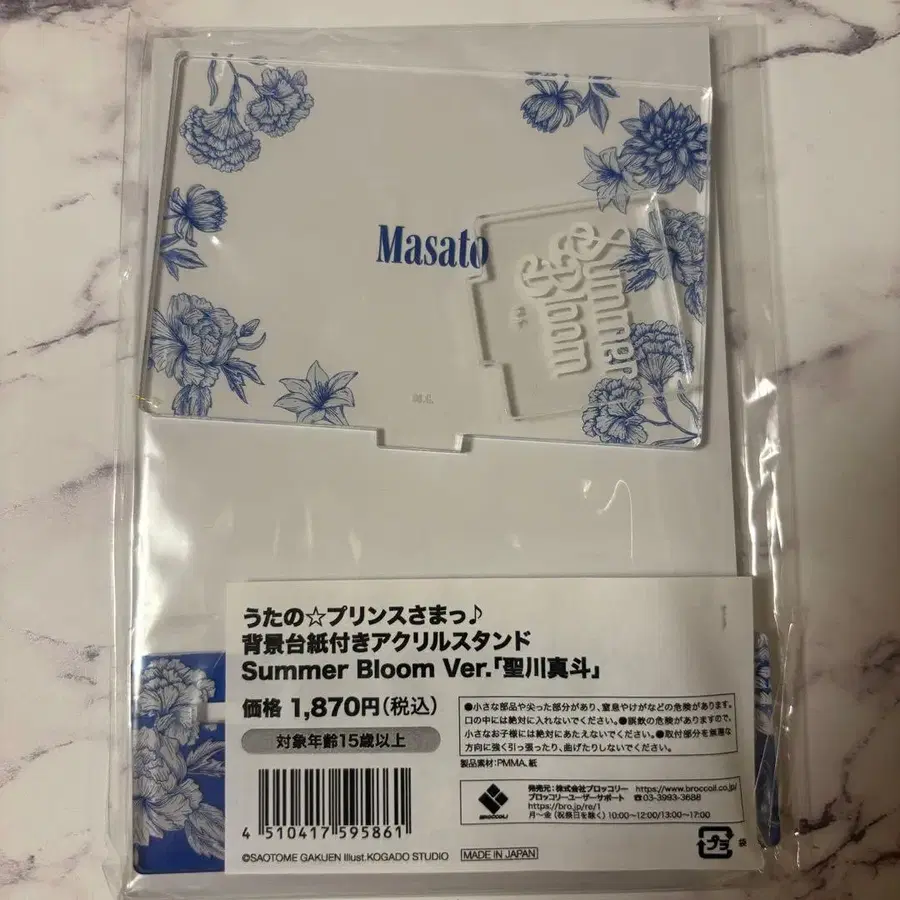 Masato
Summer
Bloom
うたの☆プリンスさまっ♪
背景台紙付きアクリルスタンド
Summer Bloom Ver.「聖川真斗」
価格 1,870円(税込)
対象年齢15歳以上
●小さな部品や尖った部分があり、窒息やけがなどの危険があります。
口の中には絶対に入れないでください。●誤飲の危険がありますので、
小さなお子様には絶対にあたえないでください。●取付部分を無理な
方向に強く引っ張ったり、曲げたりしないでください。
製品素材:PMMA、紙
BROCCOLI
発売元:株式会社ブロッコリー https://www.broccoli.co.jp/
ブロッコリーユーザーサポート ☎03-3993-3688
https://bro.jp/re/1
月〜金(祝祭日を除く)10:00〜12:00/13:00〜17:00
4 510417 595861
©SAOTOME GAKUEN Illust.KOGADO STUDIO
MADE IN JAPAN
プラ
袋